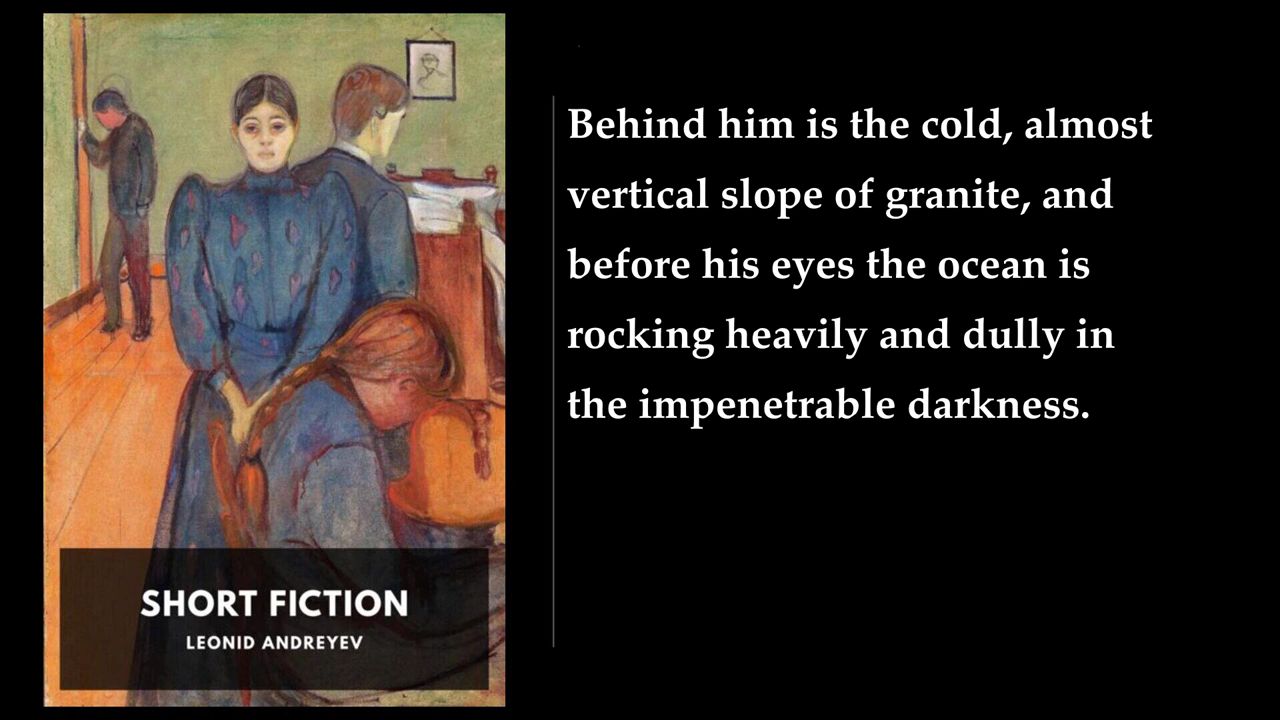 SHORT FICTION
LEONID ANDREYEV
Behind him is the cold, almost
vertical slope of granite, and
before his eyes the ocean is
rocking heavily and dully in
the impenetrable darkness.